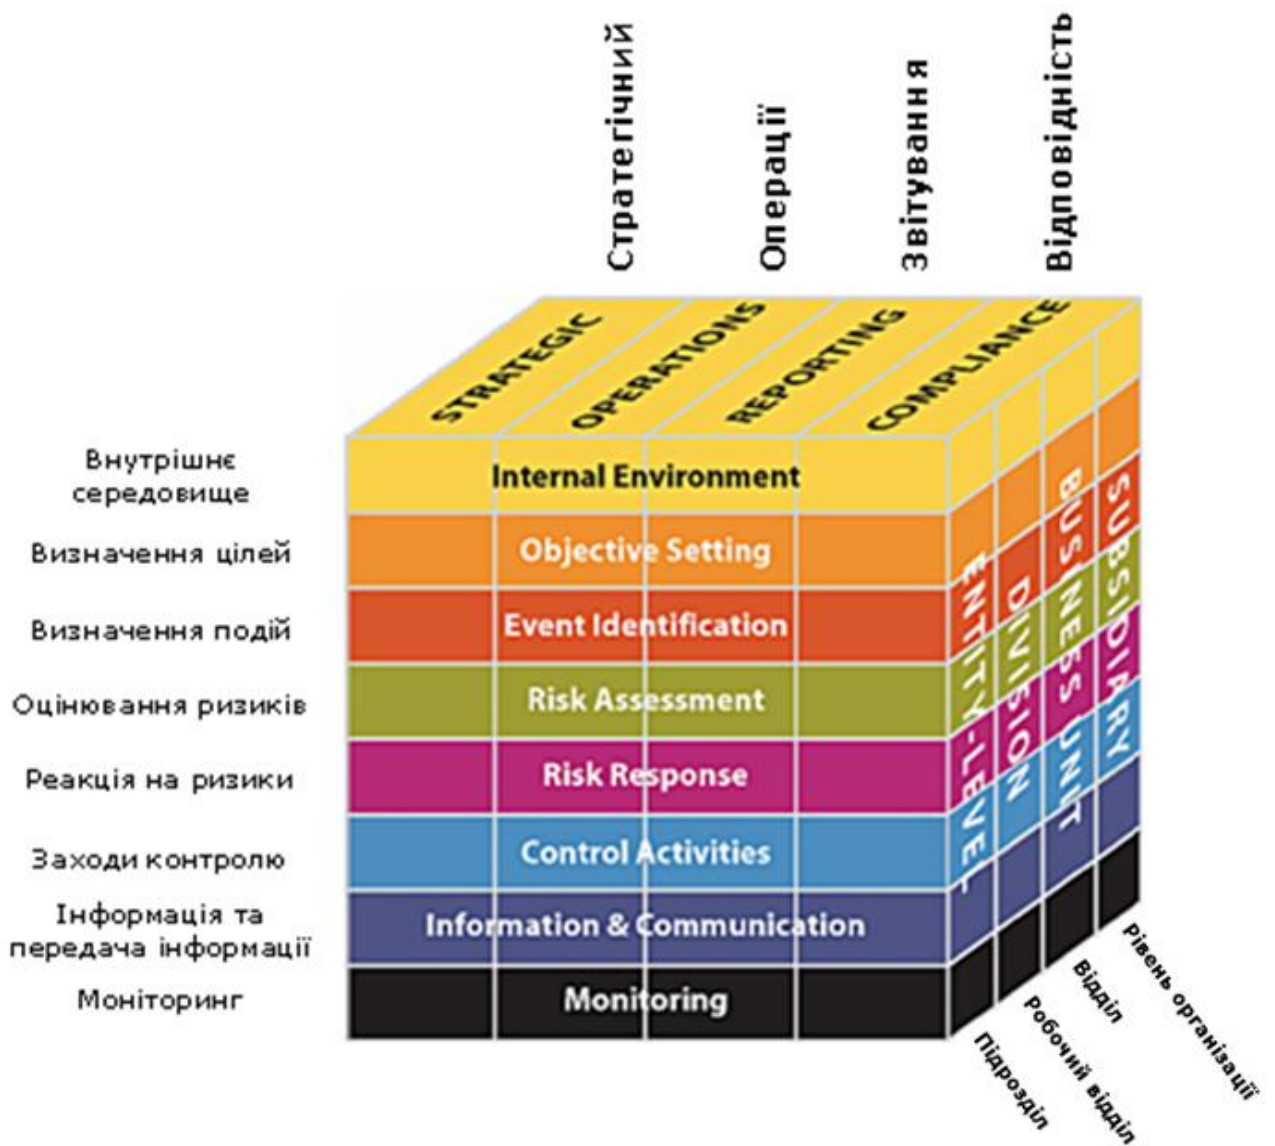 Стратегічний
Операції
Звітування
Відповідність
STRATEGIC
OPERATIONS
REPORTING
COMPLIANCE
Внутрішнє
середовище
Internal Environment
Визначення цілей
Objective Setting
Визначення подій
Event Identification
Оцінювання ризиків
Risk Assessment
Реакція на ризики
Risk Response
Заходи контролю
Control Activities
Інформація та
передача інформації
Information & Communication
Моніторинг
Monitoring
ENTITY-LEVEL
DIVISION
BUSINESS UNIT
SUBSIDIARY
Підрозділ
Робочий відділ
Відділ
Рівень організації